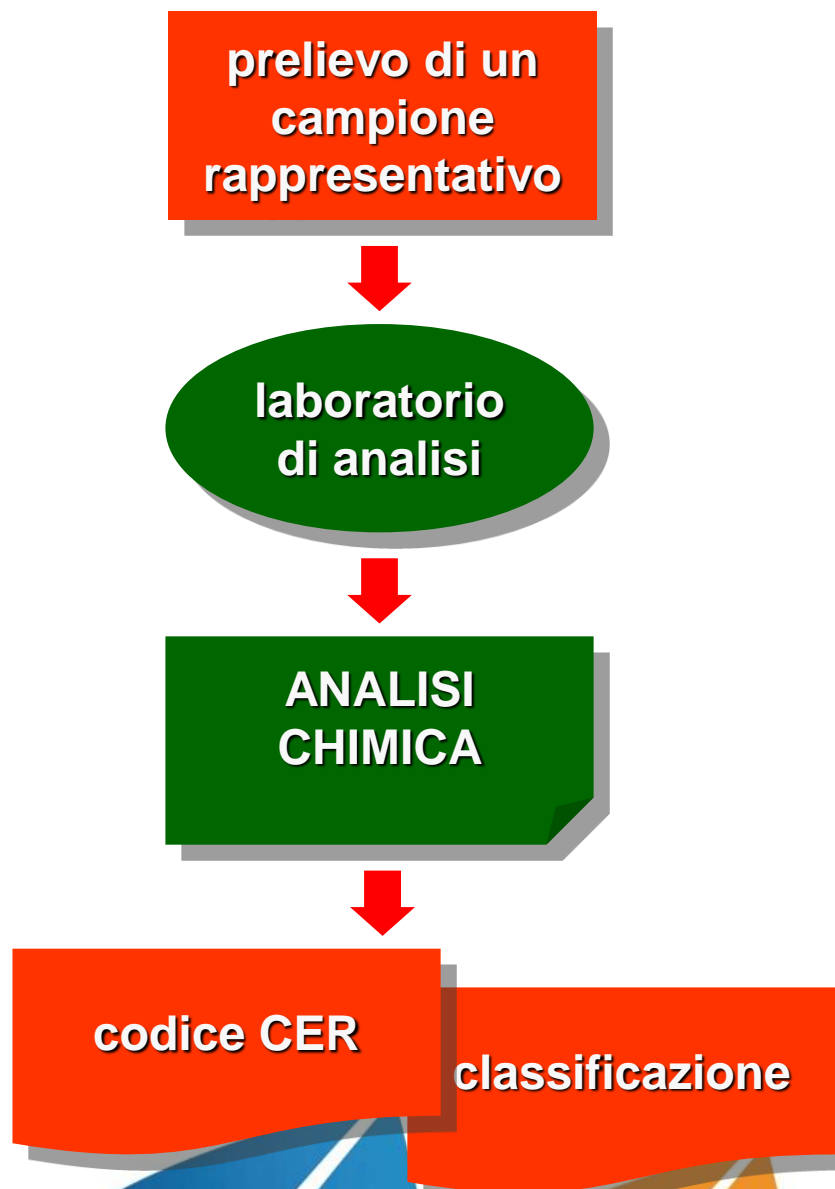 prelievo di un
campione
rappresentativo
laboratorio
di analisi
ANALISI
CHIMICA
codice CER
classificazione